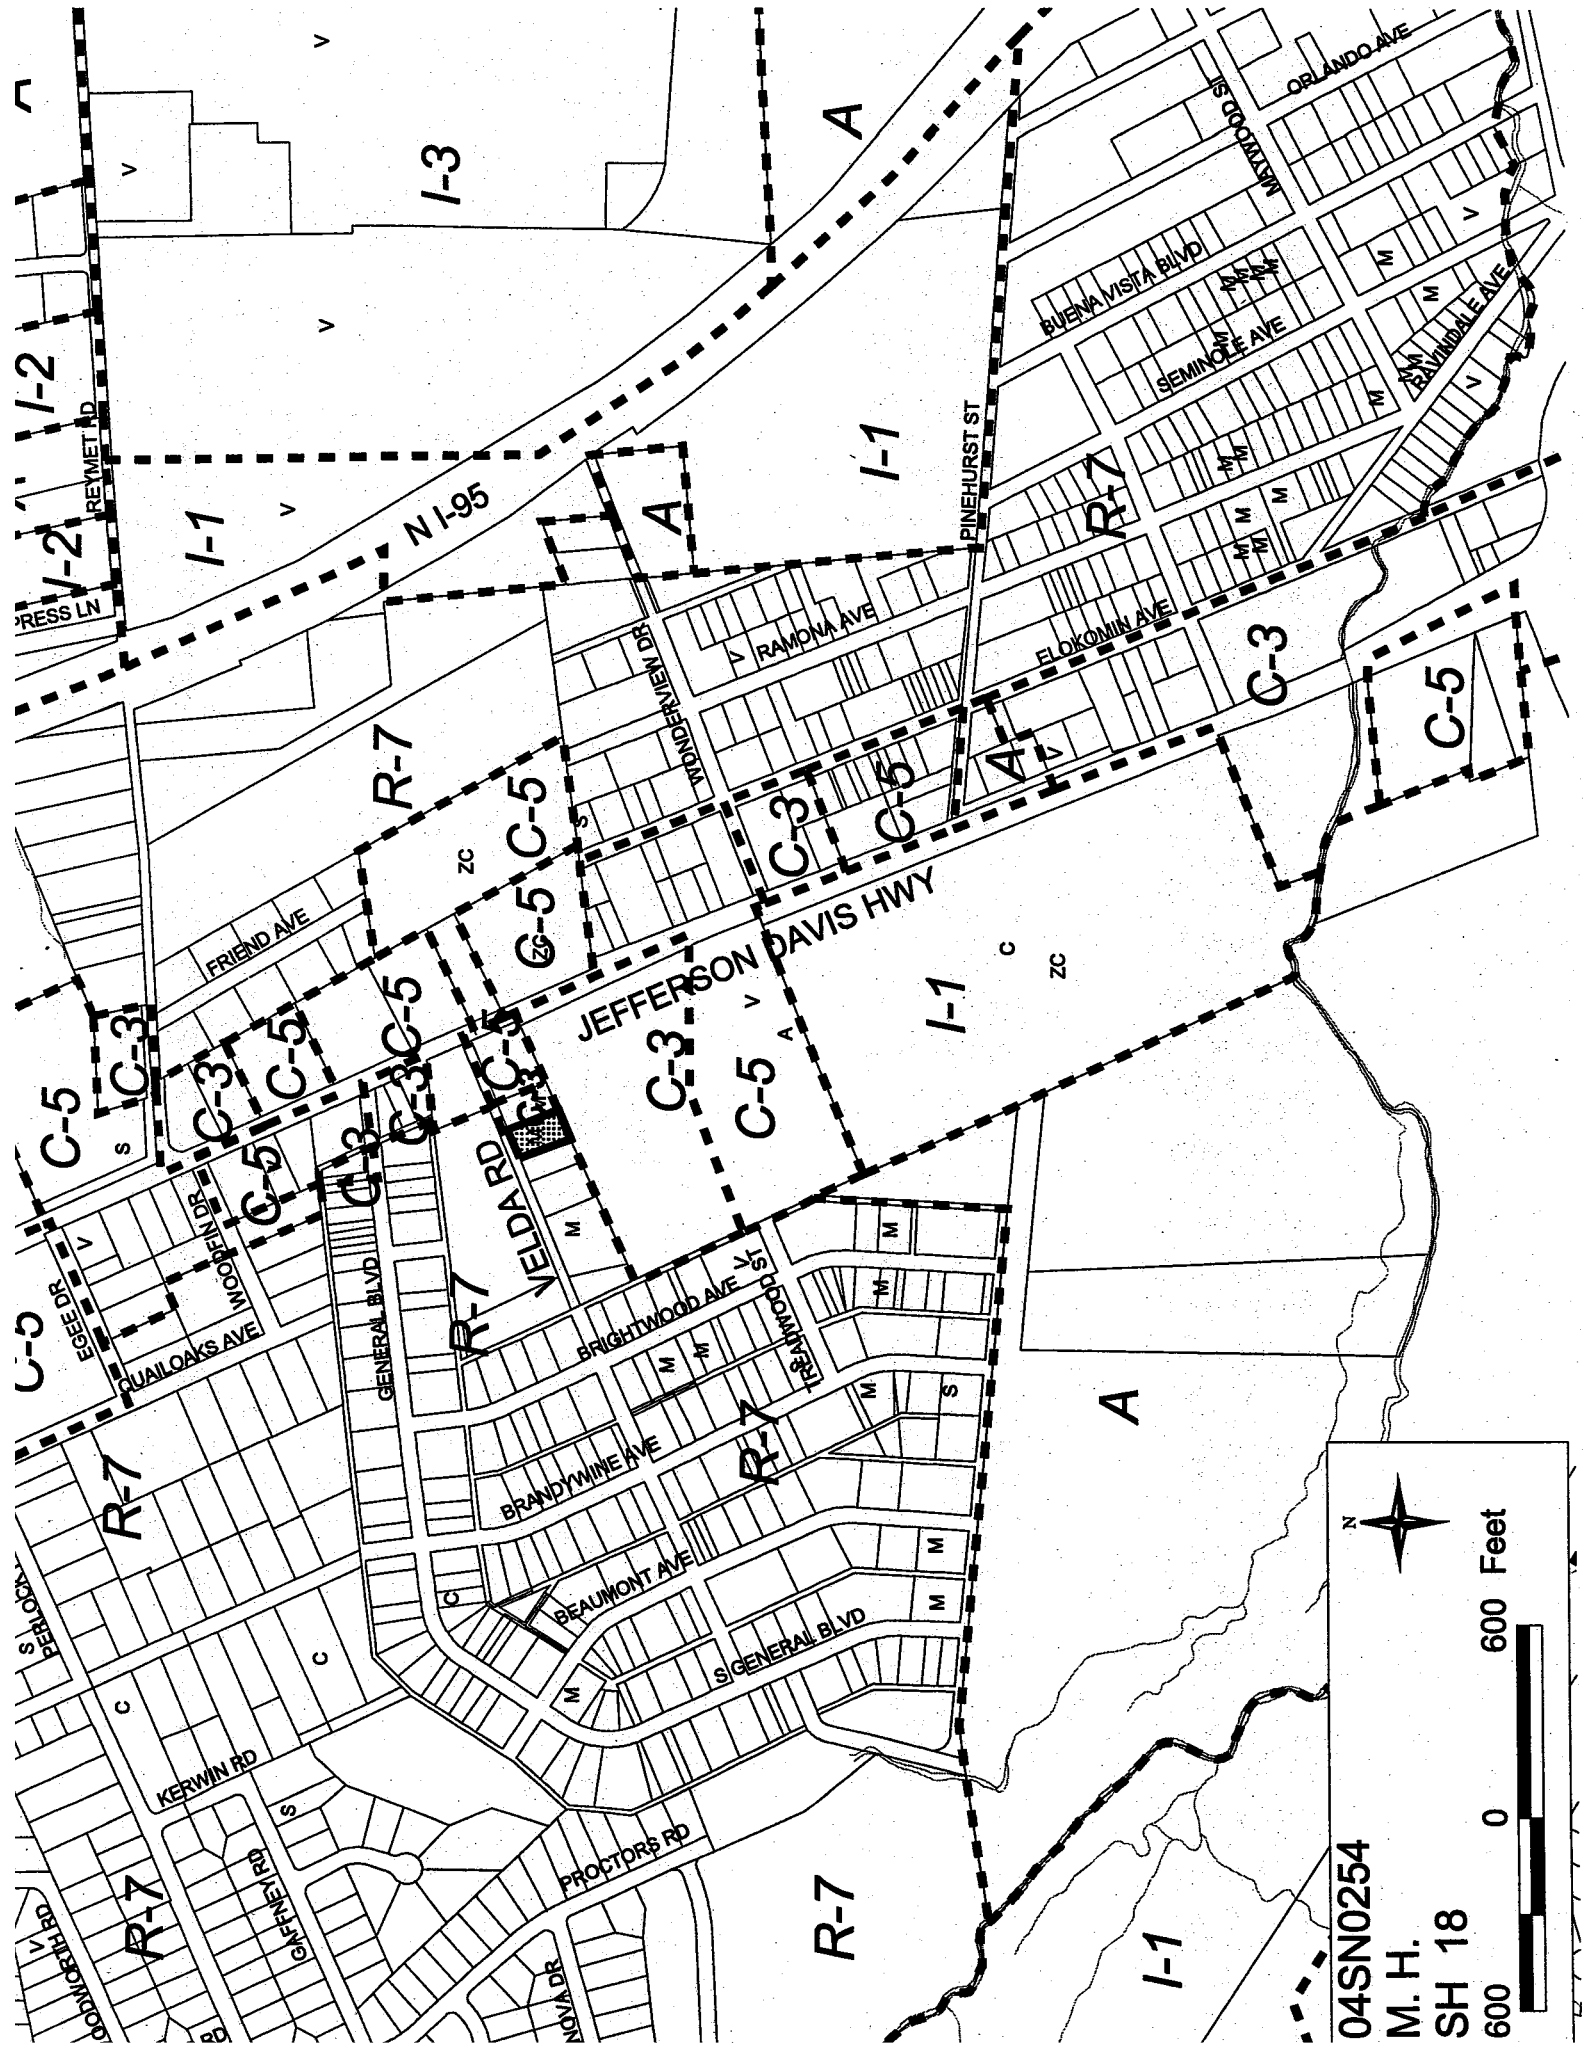 A
V
V
I-3
A
V
I-2
REYMET RD
I-2
PRESS LN
I-1
V
N I-95
A
I-1
PINEHURST ST
MAYWOOD ST
ORLANDO AVE
BUENA VISTA BLVD
SEMINOLE AVE
M
M
M
M
M
V
M
M
RAVINDALE AVE
M
M
V
M
M
M
R-7
M
M
M
M
ELOKOMIN AVE
WONDERVIEW DR
V
RAMONA AVE
R-7
C-5
ZC
S
C-5
ZC
C-3
C-5
A
V
C-3
C-5
FRIEND AVE
C-5
S
C-3
C-3
C-5
C-5
C-3
C-5
C-3
C-5
C-3
JEFFERSON DAVIS HWY
C-3
V
A
C-5
I-1
C
ZC
C-5
EGEE DR
V
WOODFIN DR
QUAILOAKS AVE
GENERAL BLVD
R-7
VELDA RD
M
BRIGHTWOOD AVE
V
TREADWOOD ST
M
M
M
M
M
S
BRANDYWINE AVE
R-7
R-7
A
C
BEAUMONT AVE
M
M
S GENERAL BLVD
M
S
C
C
KERWIN RD
S
GAFFNEY RD
R-7
V
PROCTORS RD
NOVA DR
RD
R-7
I-1
04SN0254
M. H.
SH 18
N
600 0 600 Feet